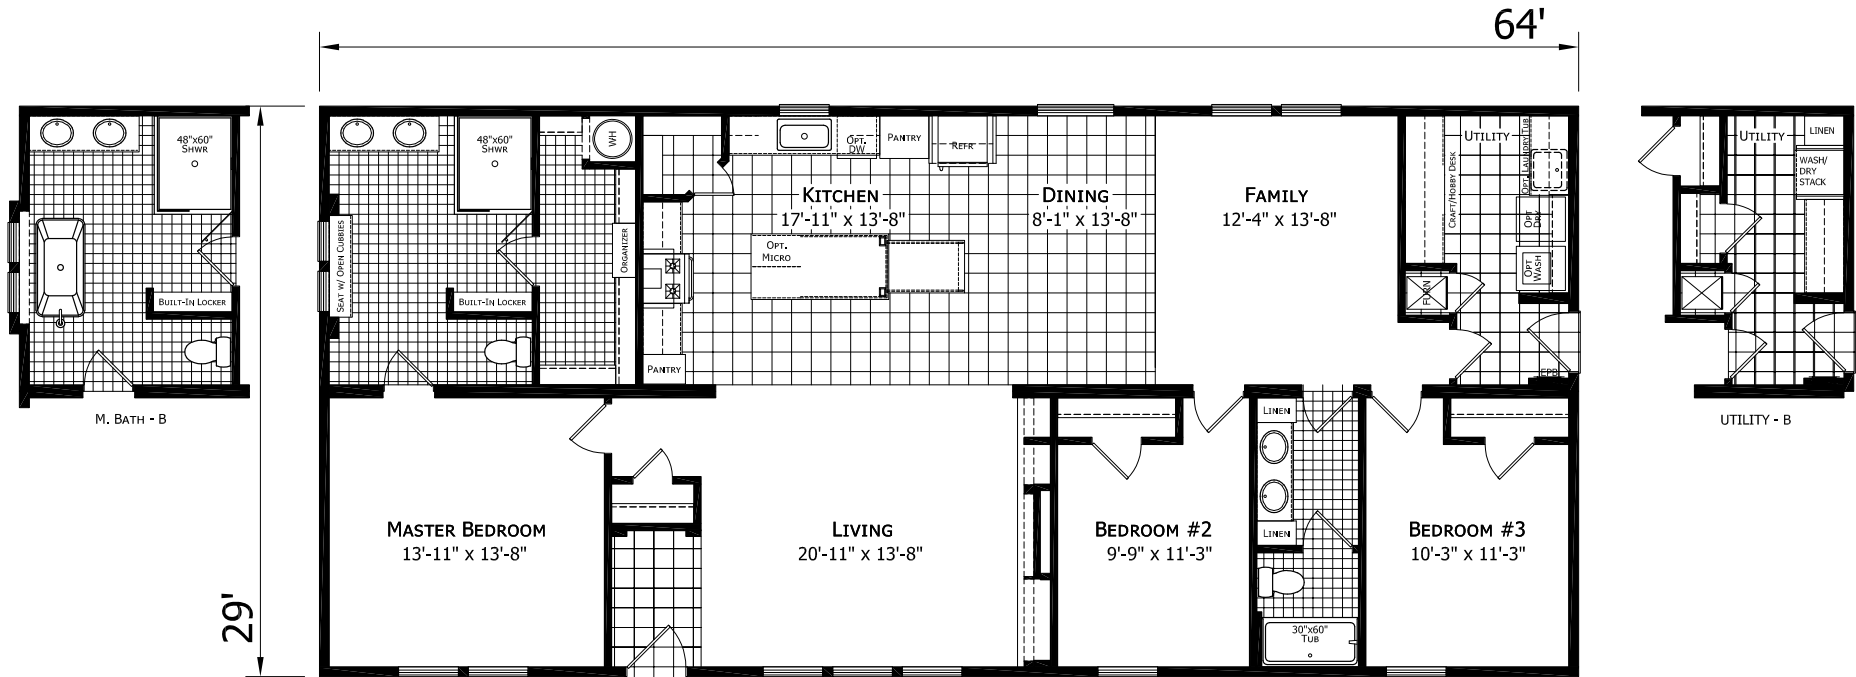 64'
29'
48"x60"
SHWR
BUILT-IN LOCKER
M. BATH - B
48"x60"
SHWR
SEAT W/ OPEN CUBBIES
BUILT-IN LOCKER
WH
ORGANIZER
PANTRY
OPT.
DW
PANTRY
REFR
KITCHEN
17'-11" x 13'-8"
OPT.
MICRO
DINING
8'-1" x 13'-8"
FAMILY
12'-4" x 13'-8"
CRAFT/HOBBY DESK
UTILITY
OPT. LAUNDRY TUB
OPT
DRY
OPT
WASH
FURN
EPB
MASTER BEDROOM
13'-11" x 13'-8"
LIVING
20'-11" x 13'-8"
BEDROOM #2
9'-9" x 11'-3"
LINEN
LINEN
30"x60"
TUB
BEDROOM #3
10'-3" x 11'-3"
UTILITY
LINEN
WASH/
DRY
STACK
UTILITY - B